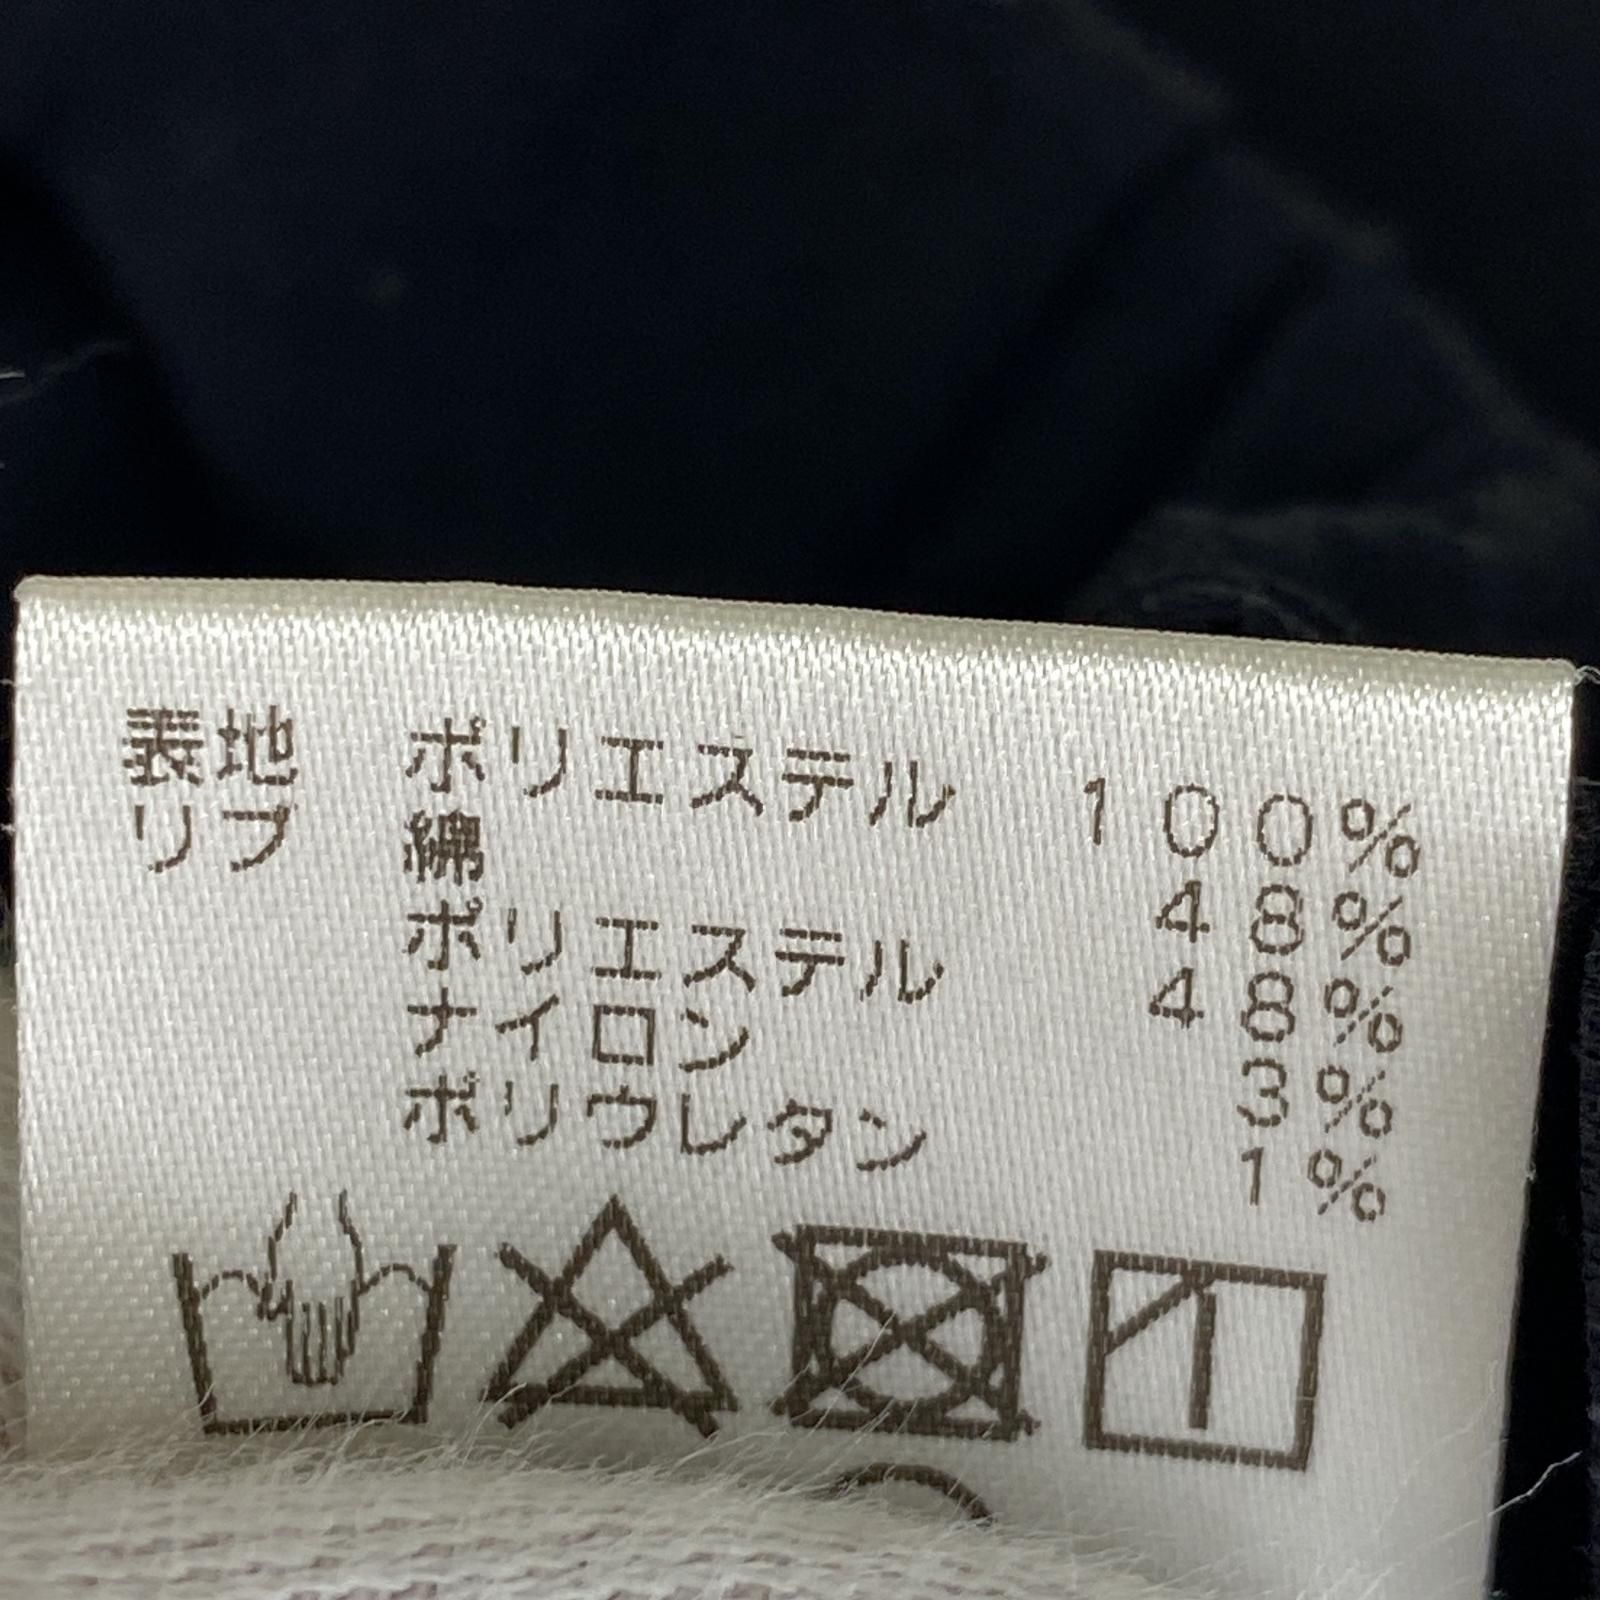 表地 ポリエステル 100%
リブ 綿 48%
ポリエステル 48%
ナイロン 3%
ポリウレタン 1%